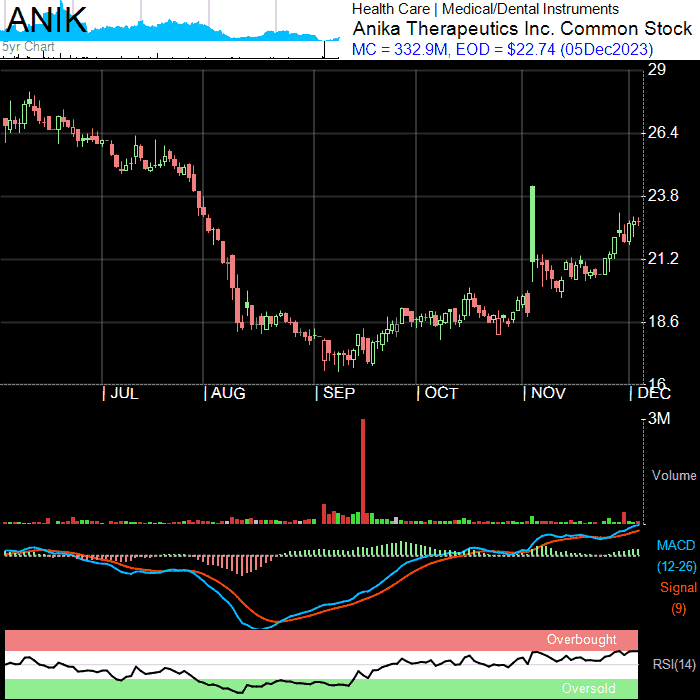 ANIK
5yr Chart
Health Care | Medical/Dental Instruments
Anika Therapeutics Inc. Common Stock
MC = 332.9M, EOD = $22.74 (05Dec2023)
29
26.4
23.8
21.2
18.6
16
JUL AUG SEP OCT NOV DEC
3M
Volume
MACD
(12-26)
Signal
(9)
Overbought
RSI(14)
Oversold